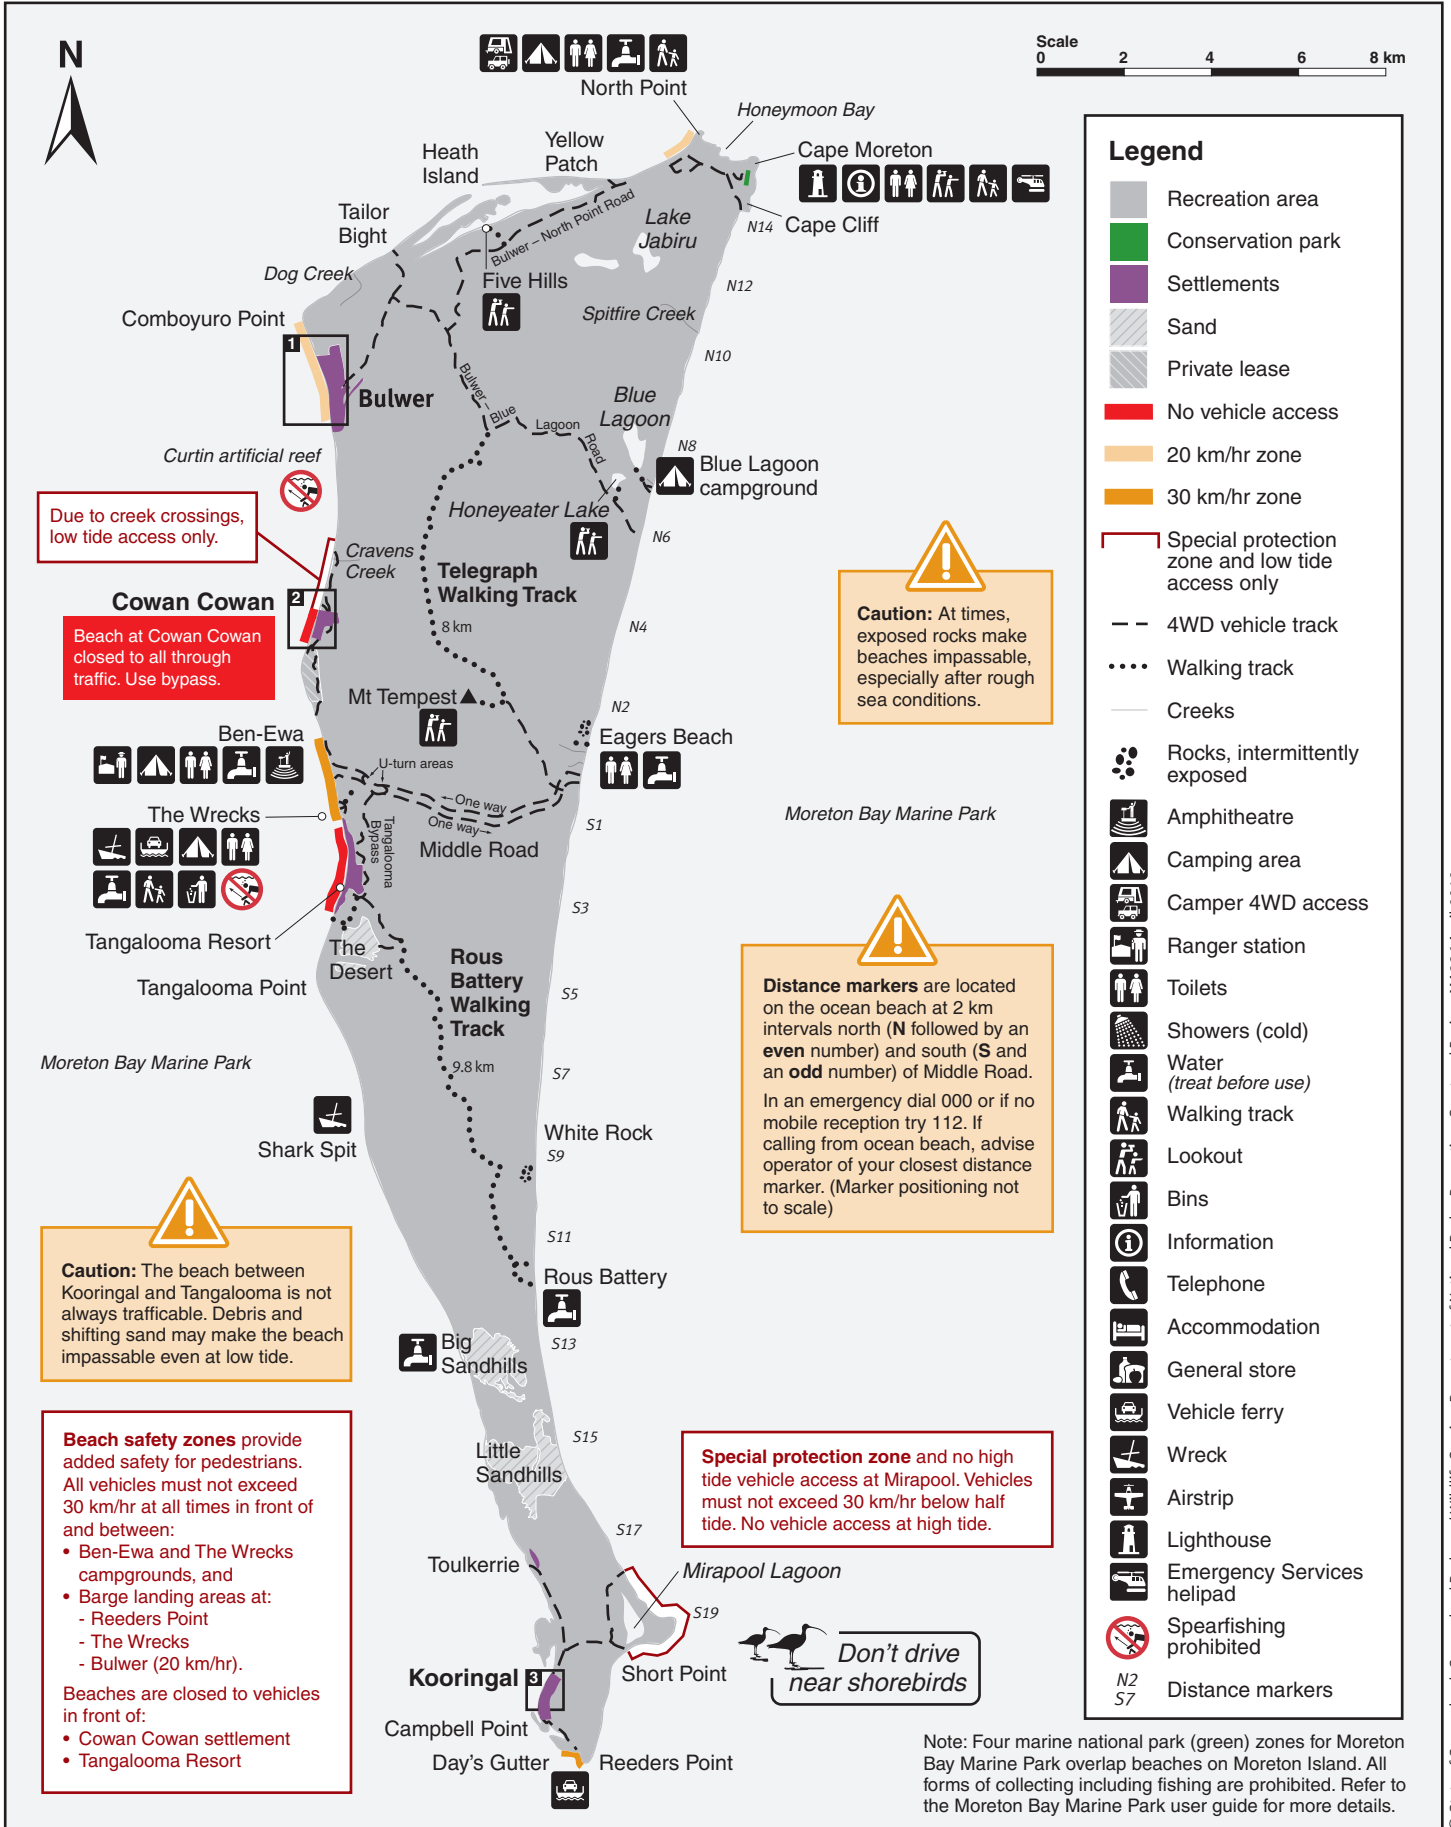 N
Scale
0 2 4 6 8 km
North Point
Honeymoon Bay
Cape Moreton
Yellow
Patch
Heath
Island
Tailor
Bight
Dog Creek
Bulwer – North Point Road
Lake
Jabiru
N14
Cape Cliff
Five Hills
N12
Comboyuro Point
Spitfire Creek
1
Bulwer
N10
Bulwer –
Blue
Lagoon
Road
Blue
Lagoon
N8
Blue Lagoon
campground
Curtin artificial reef
Honeyeater Lake
N6
Due to creek crossings,
low tide access only.
Cravens
Creek
Telegraph
Walking Track
Cowan Cowan
2
Beach at Cowan Cowan
closed to all through
traffic. Use bypass.
8 km
N4
Caution: At times,
exposed rocks make
beaches impassable,
especially after rough
sea conditions.
Mt Tempest
N2
Ben-Ewa
Eagers Beach
U-turn areas
One way
One way
The Wrecks
Tangalooma
Bypass
Middle Road
S1
Moreton Bay Marine Park
S3
Tangalooma Resort
The
Desert
Rous
Battery
Walking
Track
Tangalooma Point
S5
Distance markers are located
on the ocean beach at 2 km
intervals north (N followed by an
even number) and south (S and
an odd number) of Middle Road.
In an emergency dial 000 or if no
mobile reception try 112. If
calling from ocean beach, advise
operator of your closest distance
marker. (Marker positioning not
to scale)
Moreton Bay Marine Park
9.8 km
S7
Shark Spit
White Rock
S9
S11
Caution: The beach between
Kooringal and Tangalooma is not
always trafficable. Debris and
shifting sand may make the beach
impassable even at low tide.
Rous Battery
Big
Sandhills
S13
Beach safety zones provide
added safety for pedestrians.
All vehicles must not exceed
30 km/hr at all times in front of
and between:
• Ben-Ewa and The Wrecks
campgrounds, and
• Barge landing areas at:
- Reeders Point
- The Wrecks
- Bulwer (20 km/hr).
Beaches are closed to vehicles
in front of:
• Cowan Cowan settlement
• Tangalooma Resort
Little
Sandhills
S15
Special protection zone and no high
tide vehicle access at Mirapool. Vehicles
must not exceed 30 km/hr below half
tide. No vehicle access at high tide.
S17
Toulkerrie
Mirapool Lagoon
S19
Don't drive
near shorebirds
Short Point
Kooringal
3
Campbell Point
Day's Gutter
Reeders Point
Legend
Recreation area
Conservation park
Settlements
Sand
Private lease
No vehicle access
20 km/hr zone
30 km/hr zone
Special protection
zone and low tide
access only
4WD vehicle track
Walking track
Creeks
Rocks, intermittently
exposed
Amphitheatre
Camping area
Camper 4WD access
Ranger station
Toilets
Showers (cold)
Water
(treat before use)
Walking track
Lookout
Bins
Information
Telephone
Accommodation
General store
Vehicle ferry
Wreck
Airstrip
Lighthouse
Emergency Services
helipad
Spearfishing
prohibited
N2
S7
Distance markers
Note: Four marine national park (green) zones for Moreton
Bay Marine Park overlap beaches on Moreton Island. All
forms of collecting including fishing are prohibited. Refer to
the Moreton Bay Marine Park user guide for more details.